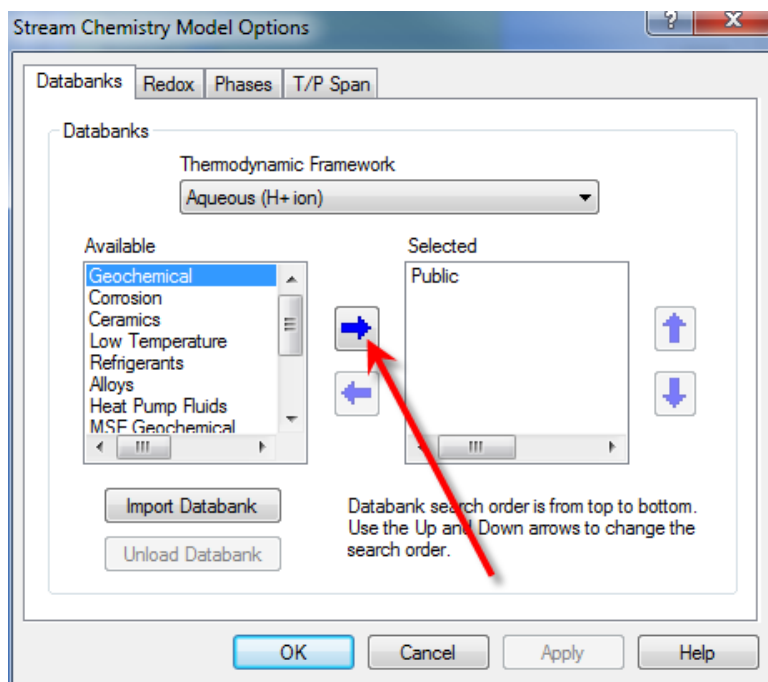 Stream Chemistry Model Options
Databanks Redox Phases T/P Span
Databanks
Thermodynamic Framework
Aqueous (H+ ion)
Available
Geochemical
Corrosion
Ceramics
Low Temperature
Refrigerants
Alloys
Heat Pump Fluids
MSE Geochemical
Selected
Public
Import Databank
Unload Databank
Databank search order is from top to bottom.
Use the Up and Down arrows to change the
search order.
OK Cancel Apply Help